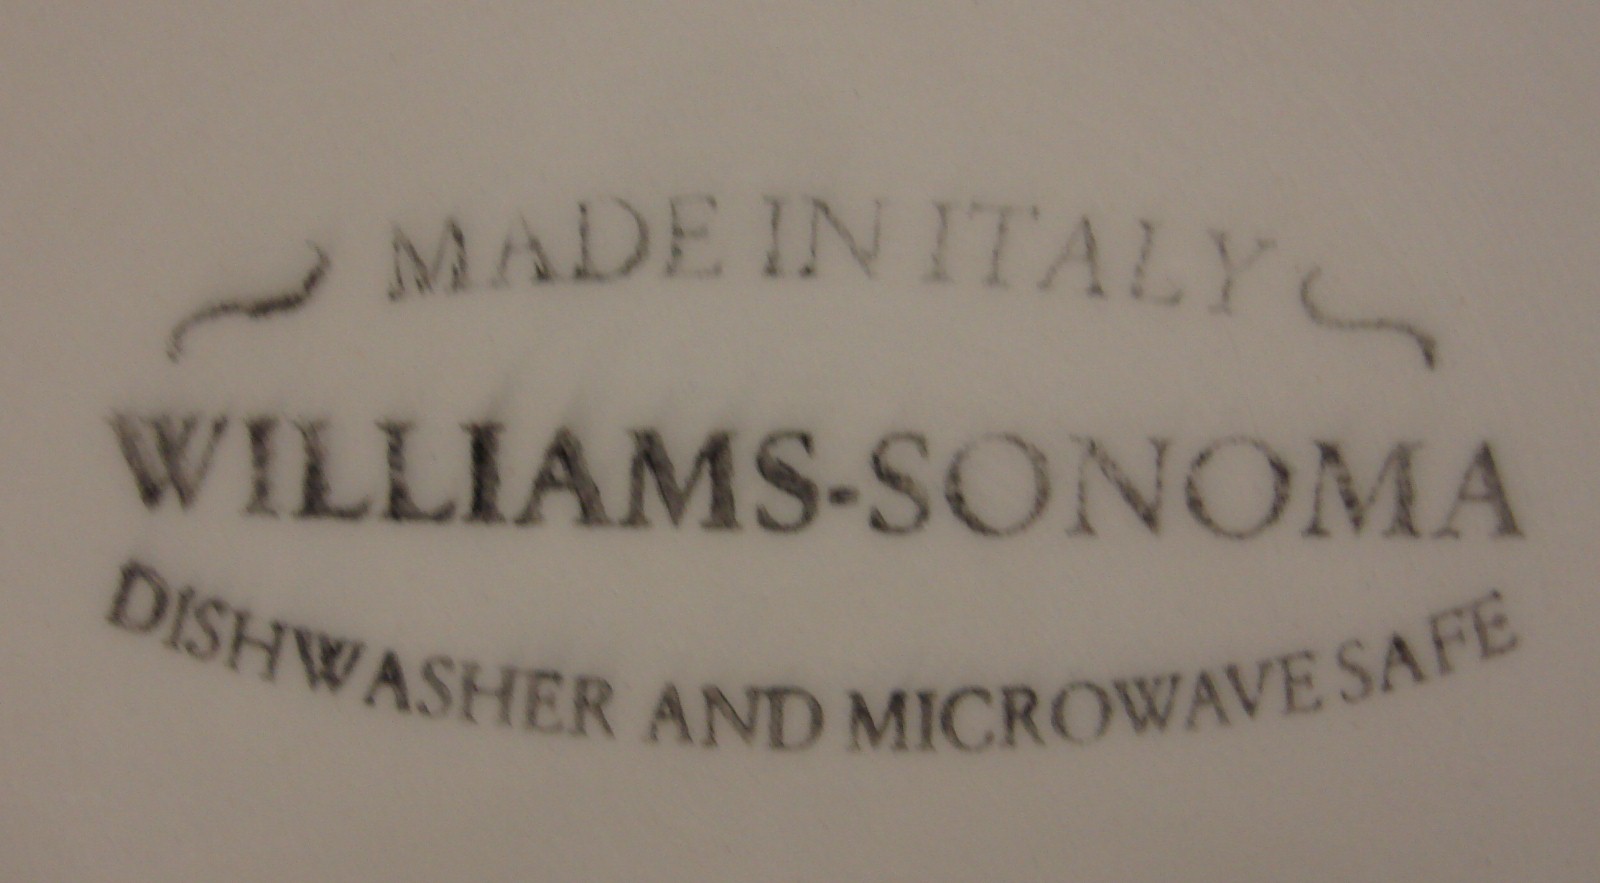 MADE IN ITALY
WILLIAMS-SONOMA
DISHWASHER AND MICROWAVE SAFE